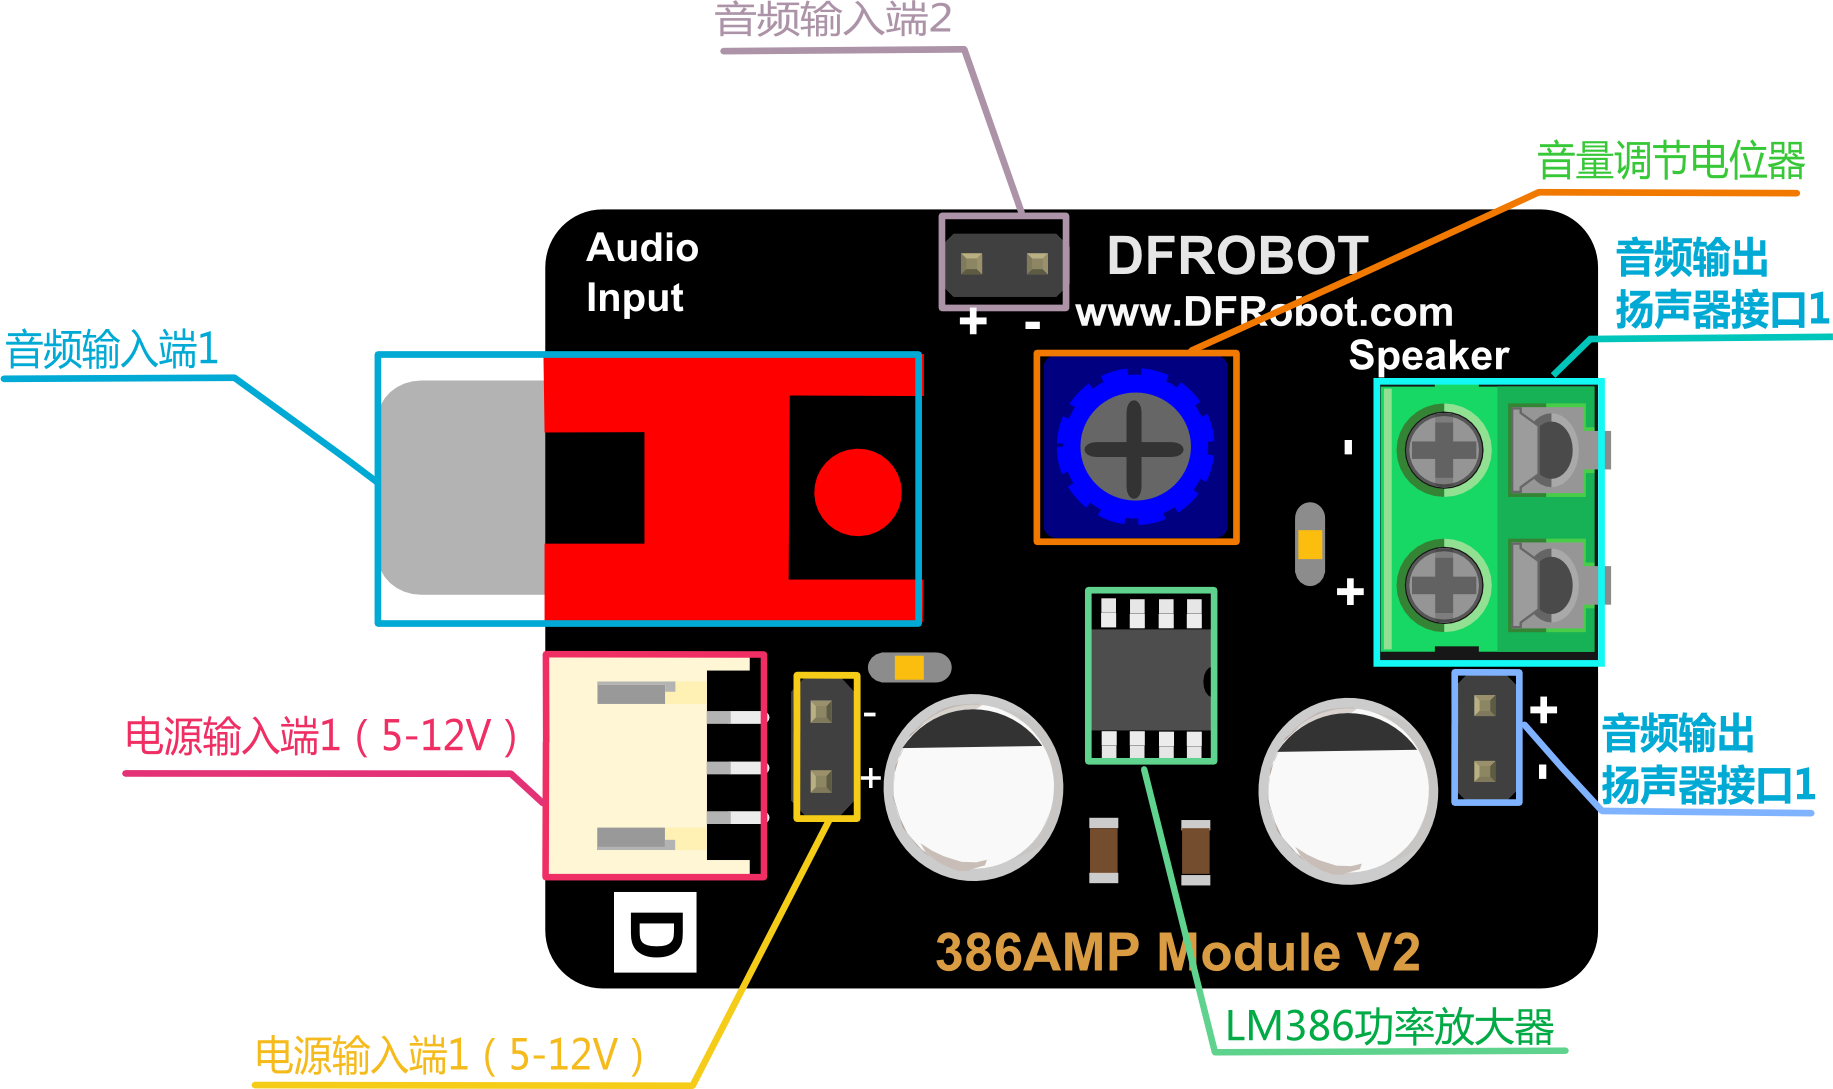 音频输入端2
音量调节电位器
Audio
Input
DFROBOT
www.DFRobot.com
+ -
音频输出
扬声器接口1
Speaker
音频输入端1
-
+
电源输入端1（5-12V）
-
+
+
-
音频输出
扬声器接口1
D
386AMP Module V2
LM386功率放大器
电源输入端1（5-12V）